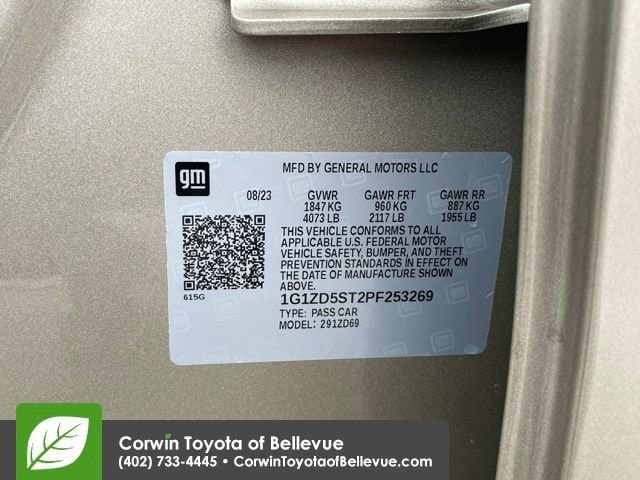 gm
MFD BY GENERAL MOTORS LLC
08/23 GVWR GAWR FRT GAWR RR
1847 KG 960 KG 887 KG
4073 LB 2117 LB 1955 LB
THIS VEHICLE CONFORMS TO ALL
APPLICABLE U.S. FEDERAL MOTOR
VEHICLE SAFETY, BUMPER, AND THEFT
PREVENTION STANDARDS IN EFFECT ON
THE DATE OF MANUFACTURE SHOWN
ABOVE.
615G
1G1ZD5ST2PF253269
TYPE: PASS CAR
MODEL: 291ZD69
Corwin Toyota of Bellevue
(402) 733-4445 • CorwinToyotaofBellevue.com